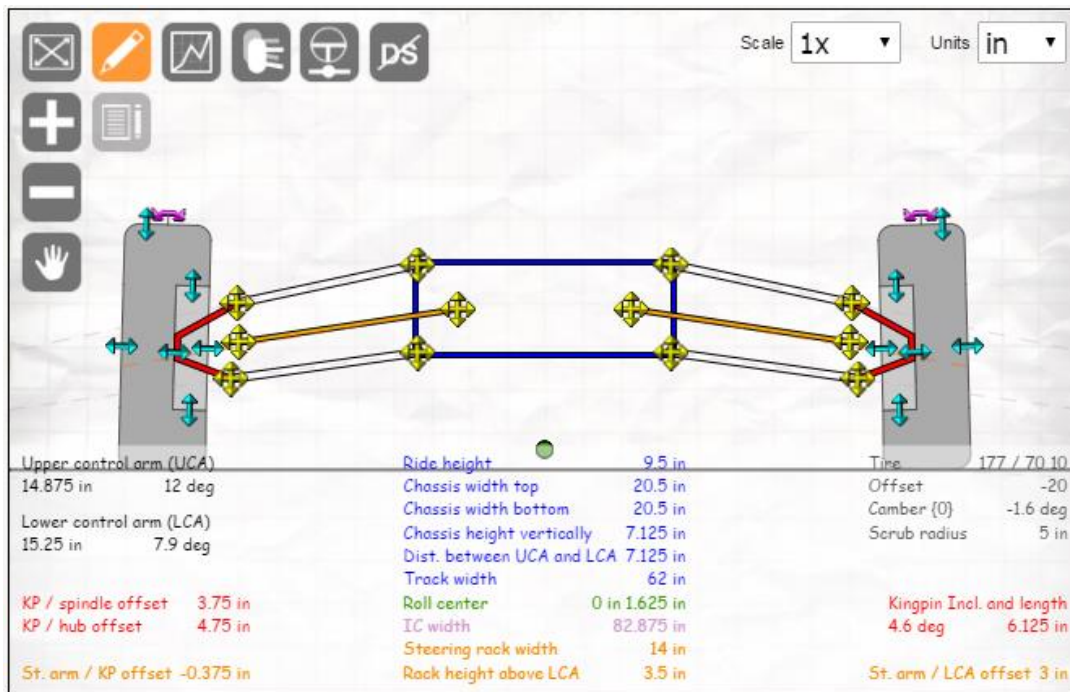 DS
Scale 1x Units in
Upper control arm (UCA)
14.875 in 12 deg
Lower control arm (LCA)
15.25 in 7.9 deg
KP / spindle offset 3.75 in
KP / hub offset 4.75 in
St. arm / KP offset -0.375 in
Ride height 9.5 in
Chassis width top 20.5 in
Chassis width bottom 20.5 in
Chassis height vertically 7.125 in
Dist. between UCA and LCA 7.125 in
Track width 62 in
Roll center 0 in 1.625 in
IC width 82.875 in
Steering rack width 14 in
Rack height above LCA 3.5 in
Tire 177 / 70 10
Offset -20
Camber {0} -1.6 deg
Scrub radius 5 in
Kingpin Incl. and length
4.6 deg 6.125 in
St. arm / LCA offset 3 in